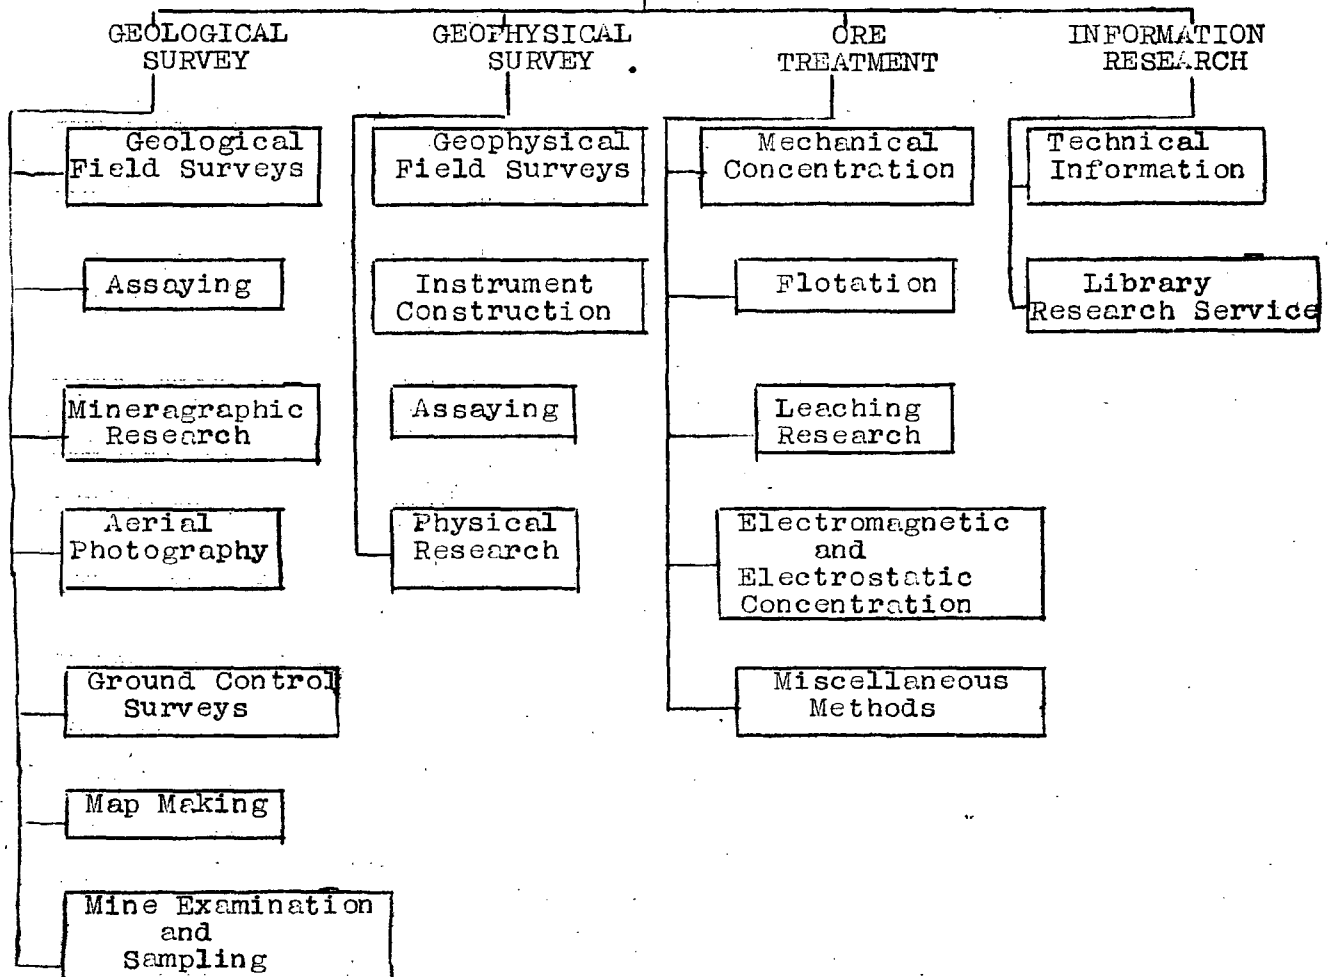 GEOLOGICAL
SURVEY
Geological
Field Surveys
Assaying
Mineragraphic
Research
Aerial
Photography
Ground Control
Surveys
Map Making
Mine Examination
and
Sampling
GEOPHYSICAL
SURVEY
Geophysical
Field Surveys
Instrument
Construction
Assaying
Physical
Research
ORE
TREATMENT
Mechanical
Concentration
Flotation
Leaching
Research
Electromagnetic
and
Electrostatic
Concentration
Miscellaneous
Methods
INFORMATION
RESEARCH
Technical
Information
Library
Research Service